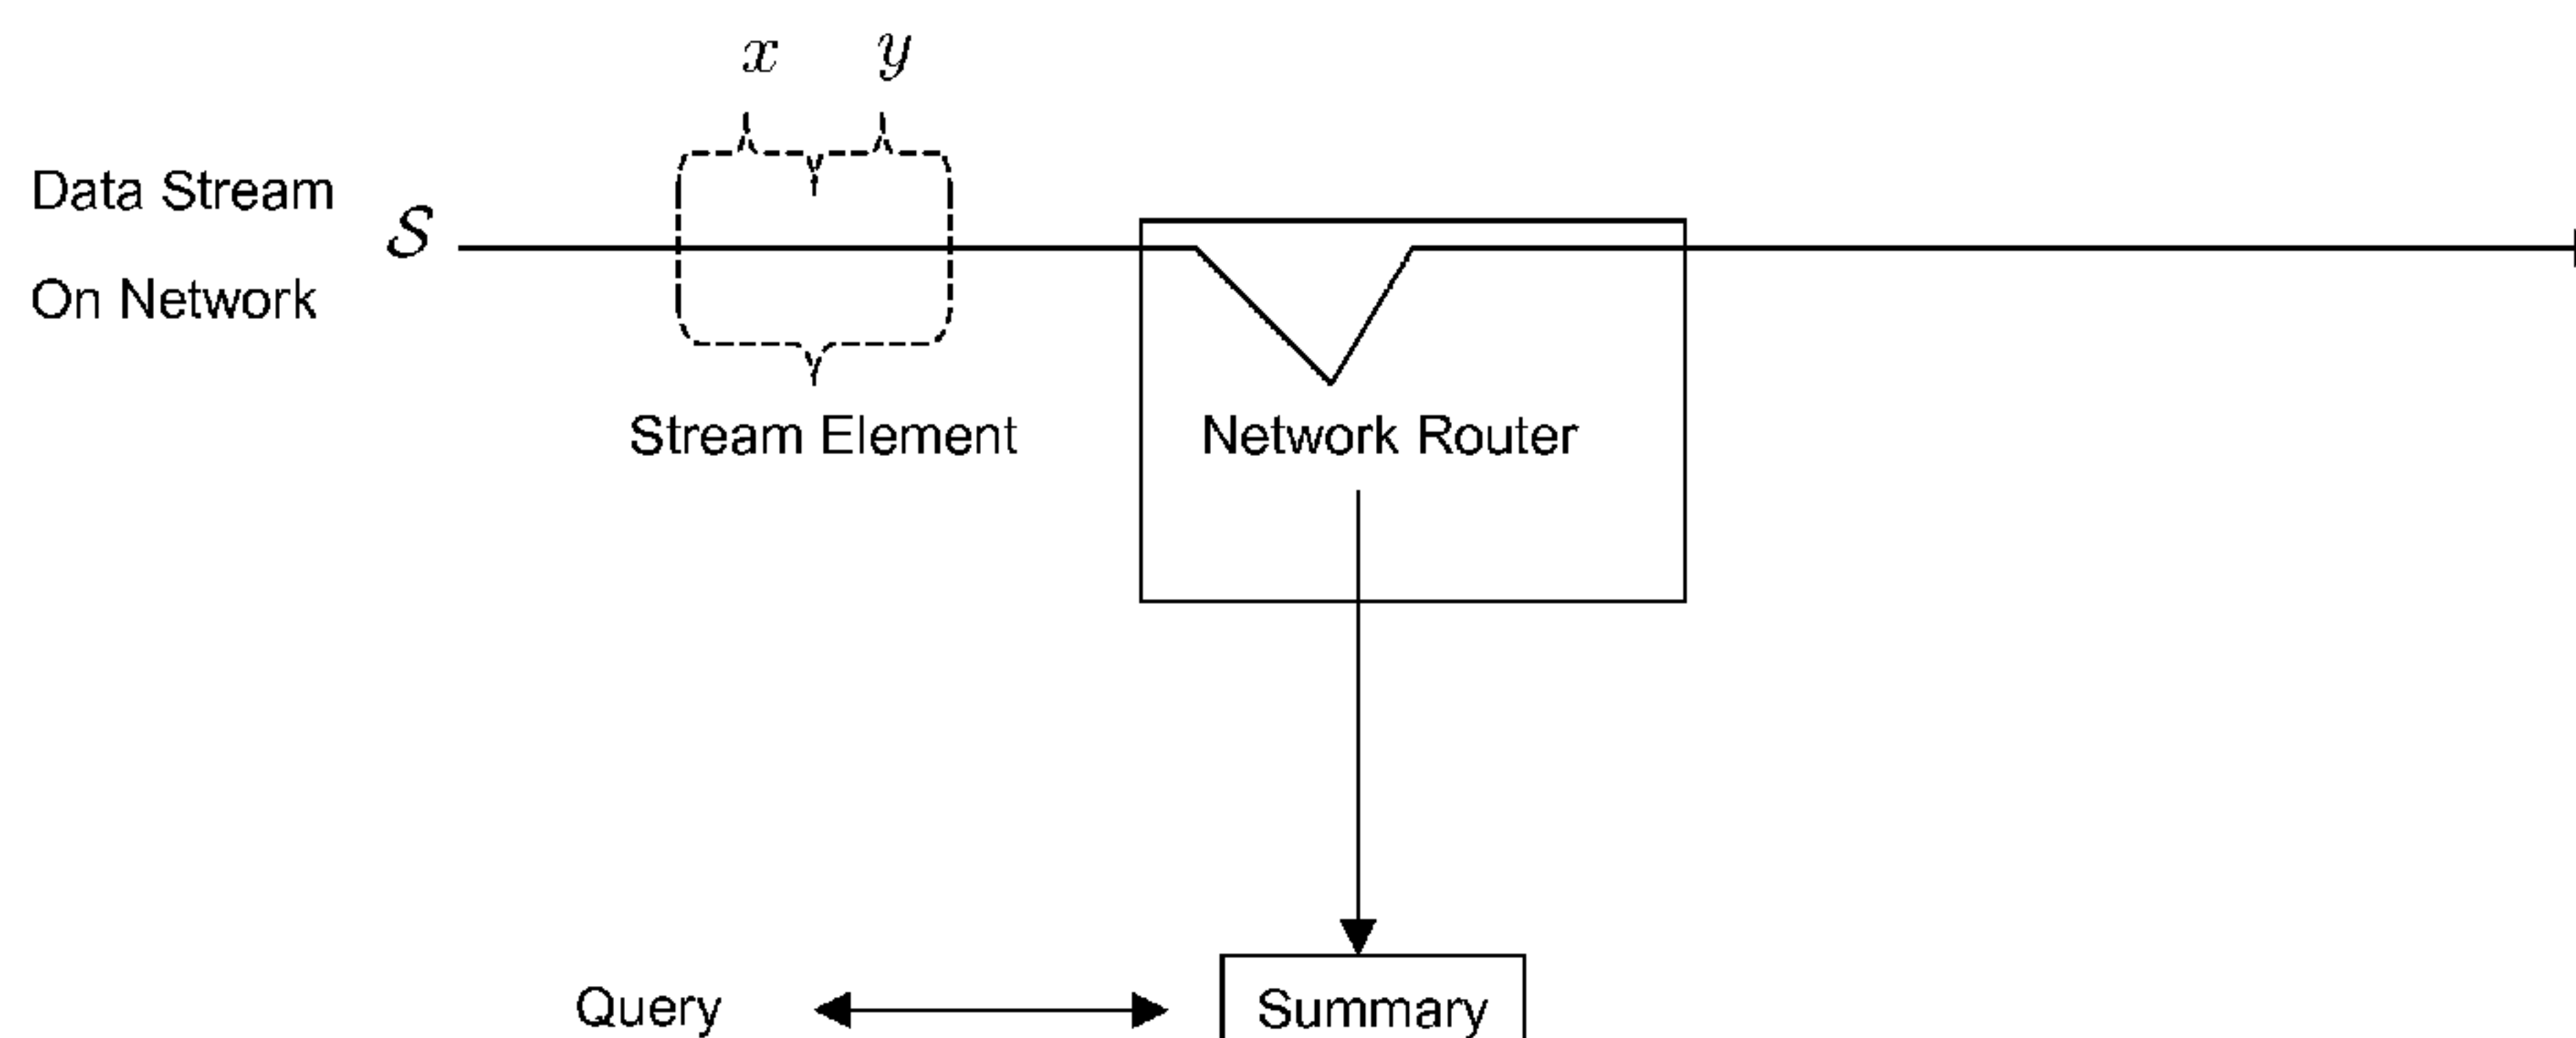 x y
Data Stream
S
On Network
Stream Element
Network Router
Query
Summary